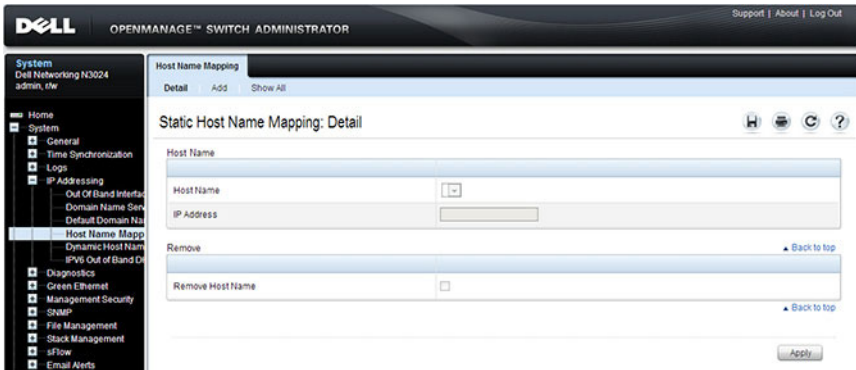 DELL OPENMANAGE™ SWITCH ADMINISTRATOR
Support | About | Log Out
System
Dell Networking N3024
admin, r/w
Home
System
General
Time Synchronization
Logs
IP Addressing
Out Of Band Interfac
Domain Name Serv
Default Domain Na
Host Name Mapp
Dynamic Host Nam
IPV6 Out of Band D
Diagnostics
Green Ethernet
Management Security
SNMP
File Management
Stack Management
sFlow
Email Alerts
Host Name Mapping
Detail Add Show All
Static Host Name Mapping: Detail
Host Name
Host Name
IP Address
Remove
Back to top
Remove Host Name
Back to top
Apply